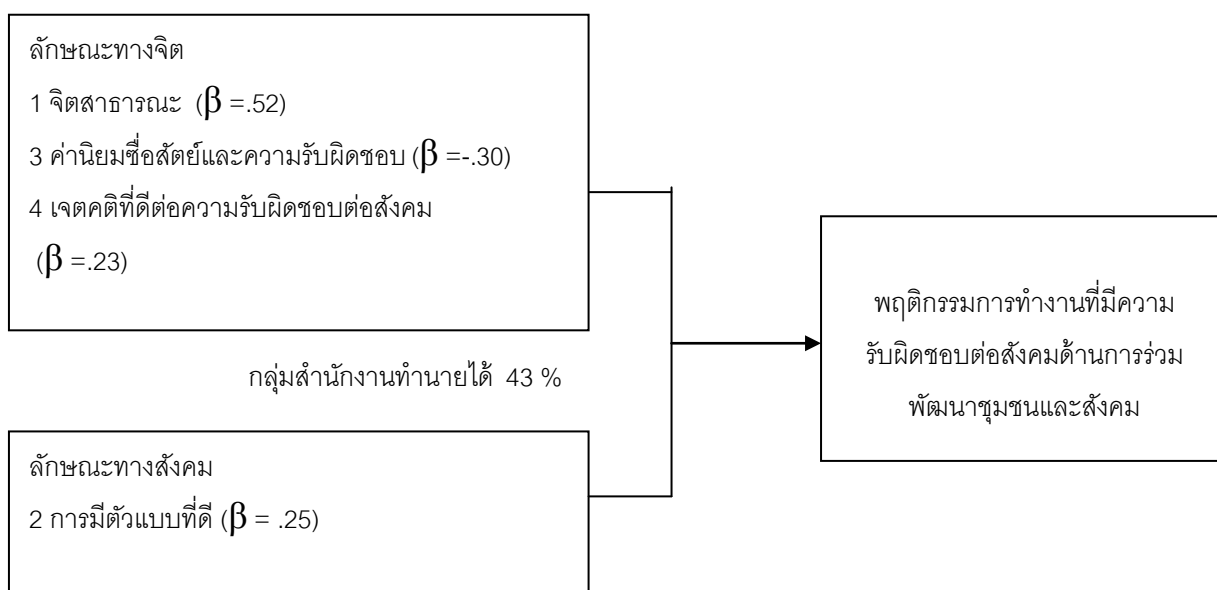 ลักษณะทางจิต
1 จิตสาธารณะ (β =.52)
3 ค่านิยมซื่อสัตย์และความรับผิดชอบ (β =-.30)
4 เจตคติที่ดีต่อความรับผิดชอบต่อสังคม
(β =.23)
กลุ่มสำนักงานทำนายได้ 43 %
ลักษณะทางสังคม
2 การมีตัวแบบที่ดี (β = .25)
พฤติกรรมการทำงานที่มีความ
รับผิดชอบต่อสังคมด้านการร่วม
พัฒนาชุมชนและสังคม